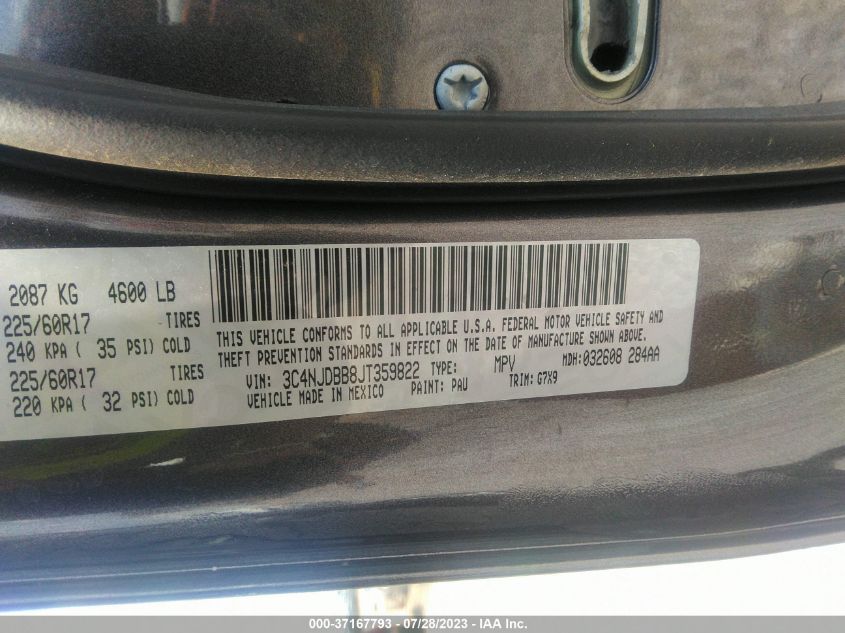 2087 KG 4600 LB
225/60R17 TIRES
240 KPA ( 35 PSI) COLD
225/60R17 TIRES
220 KPA ( 32 PSI) COLD
THIS VEHICLE CONFORMS TO ALL APPLICABLE U.S.A. FEDERAL MOTOR VEHICLE SAFETY AND
THEFT PREVENTION STANDARDS IN EFFECT ON THE DATE OF MANUFACTURE SHOWN ABOVE.
VIN: 3C4NJDBB8JT359822 TYPE: MPV MDH:032608 284AA
VEHICLE MADE IN MEXICO PAINT: PAU TRIM: G7X9
000-37167793 - 07/28/2023 - IAA Inc.